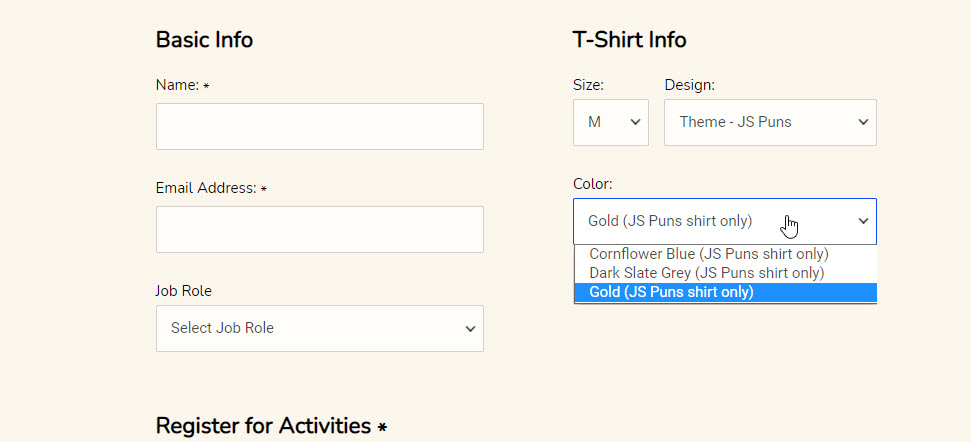 Basic Info
Name: *
Email Address: *
Job Role
Select Job Role
T-Shirt Info
Size:
M
Design:
Theme - JS Puns
Color:
Gold (JS Puns shirt only)
Cornflower Blue (JS Puns shirt only)
Dark Slate Grey (JS Puns shirt only)
Gold (JS Puns shirt only)
Register for Activities *